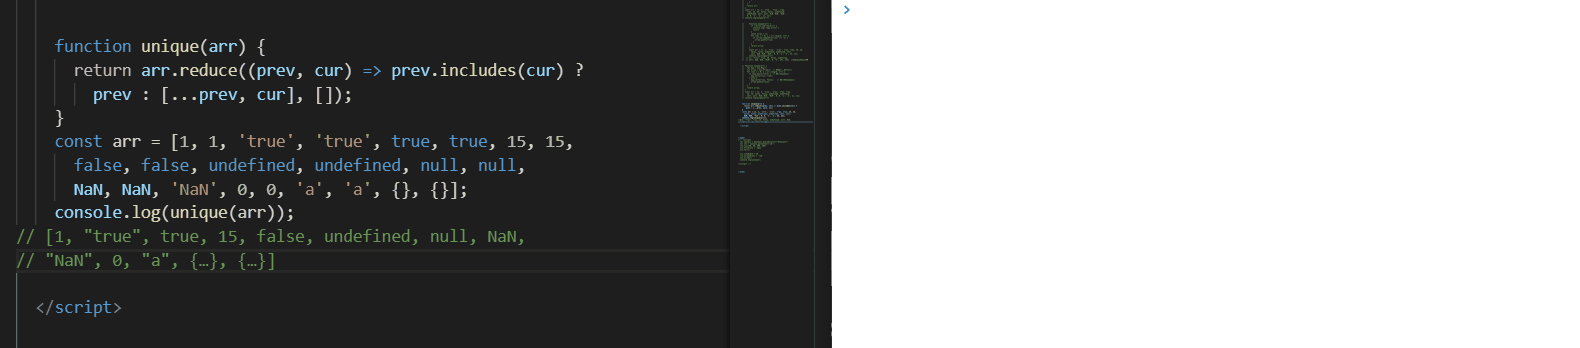 function unique(arr) {
return arr.reduce((prev, cur) => prev.includes(cur) ?
prev : [...prev, cur], []);
}
const arr = [1, 1, 'true', 'true', true, true, 15, 15,
false, false, undefined, undefined, null, null,
NaN, NaN, 'NaN', 0, 0, 'a', 'a', {}, {}];
console.log(unique(arr));
// [1, "true", true, 15, false, undefined, null, NaN,
// "NaN", 0, "a", {…}, {…}]
</script>